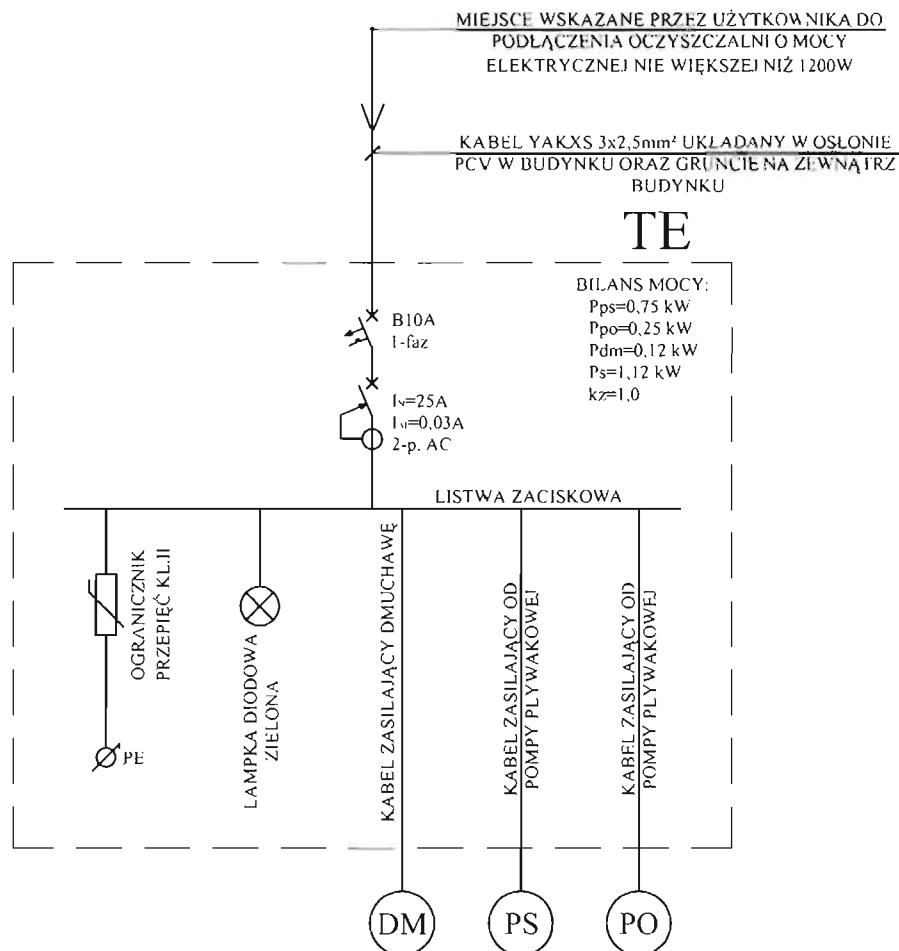 MIEJSCE WSKAZANE PRZEZ UŻYTKOWNIKA DO
PODŁĄCZENIA OCZYSZCZALNI O MOCY
ELEKTRYCZNEJ NIE WIĘKSZEJ NIŻ 1200W
KABEL YAKXS 3x2,5mm² UKŁADANY W OSŁONIE
PCV W BUDYNKU ORAZ GRUNCIE NA ZEWNĄTRZ
BUDYNKU
TE
BILANS MOCY:
Pps=0,75 kW
Ppo=0,25 kW
Pdm=0,12 kW
Ps=1,12 kW
kz=1,0
B10A
1-faz
=25A
=0,03A
2-p. AC
LISTWA ZACISKOWA
OGRANICZNIK
PRZEPIĘĆ KL.II
PE
LAMPKA DIODOWA
ZIELONA
KABEL ZASILAJĄCY DMUCHAWĘ
KABEL ZASILAJĄCY OD
POMPY PLYWAKOWEJ
KABEL ZASILAJĄCY OD
POMPY PLYWAKOWEJ
DM
PS
PO